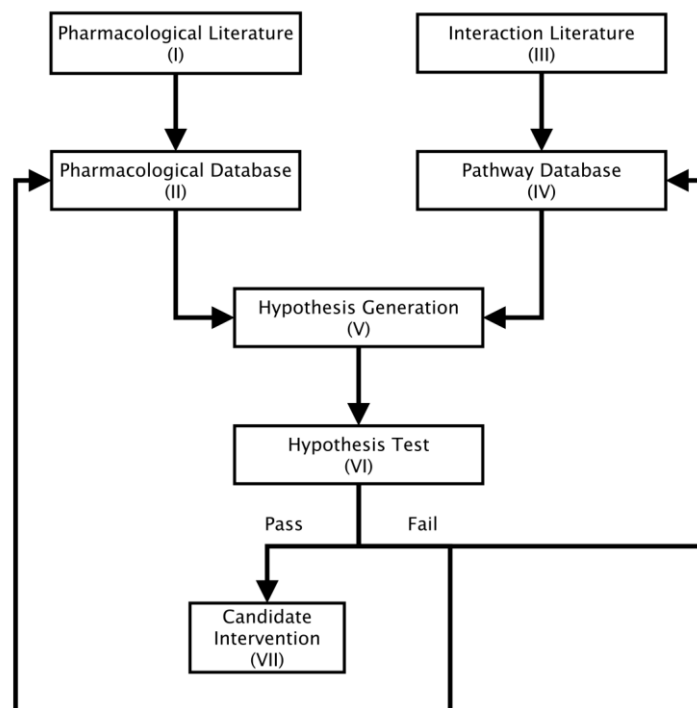 Pharmacological Literature
(I)
Interaction Literature
(III)
Pharmacological Database
(II)
Pathway Database
(IV)
Hypothesis Generation
(V)
Hypothesis Test
(VI)
Pass
Fail
Candidate
Intervention
(VII)